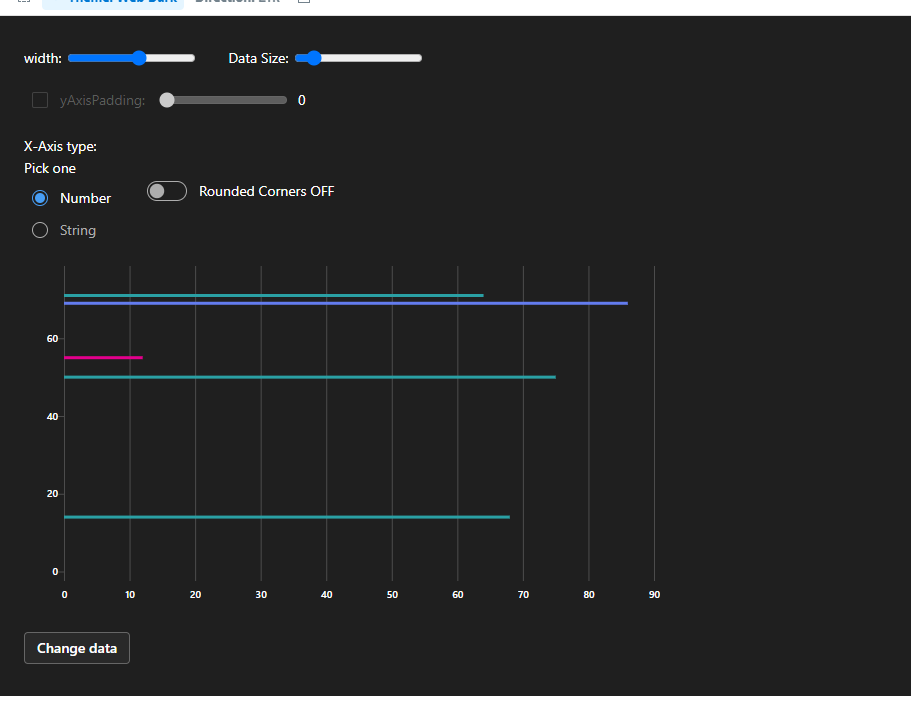 Theme: Web Dark Direction: LTR
width: Data Size:
yAxisPadding: 0
X-Axis type:
Pick one
Number
Rounded Corners OFF
String
60
40
20
0
0 10 20 30 40 50 60 70 80 90
Change data